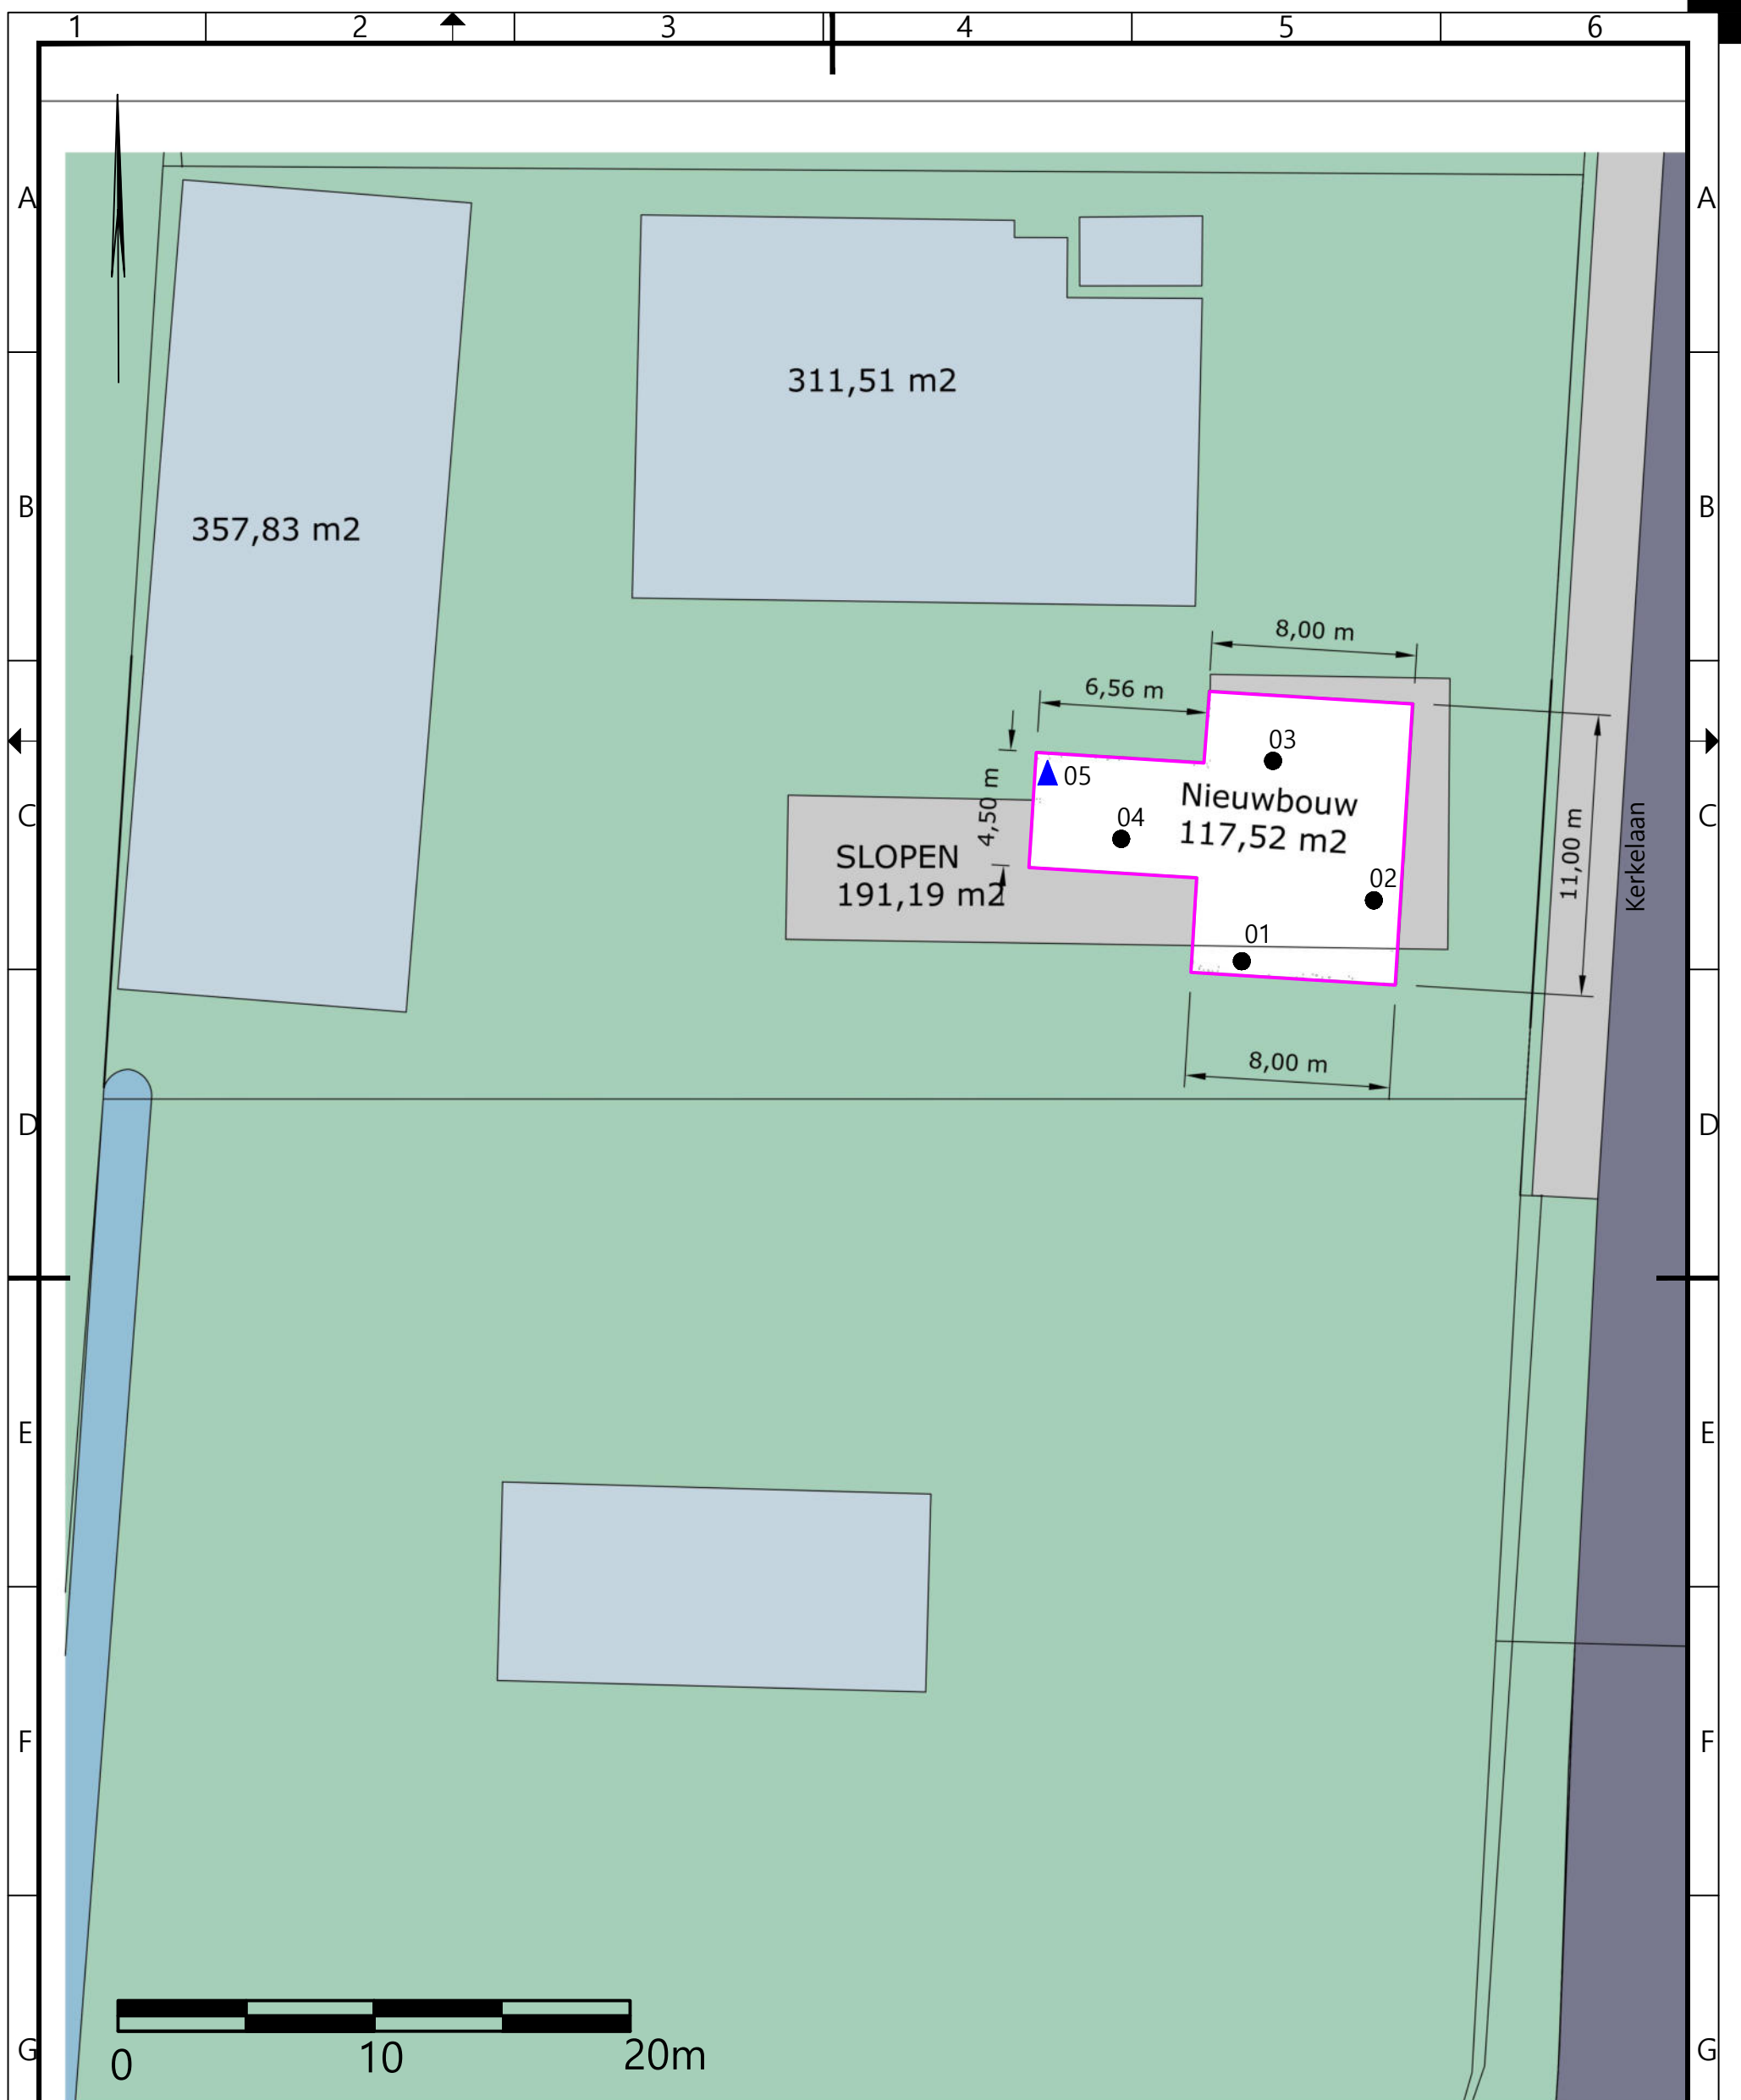 1 2 3 4 5 6
A A
311,51 m2
B B
357,83 m2
8,00 m
6,56 m
03
05
4,50 m
Nieuwbouw
117,52 m2
04
C C
11,00 m
Kerkelaan
SLOPEN
191,19 m2
02
01
8,00 m
D D
E E
F F
G G
0 10 20m